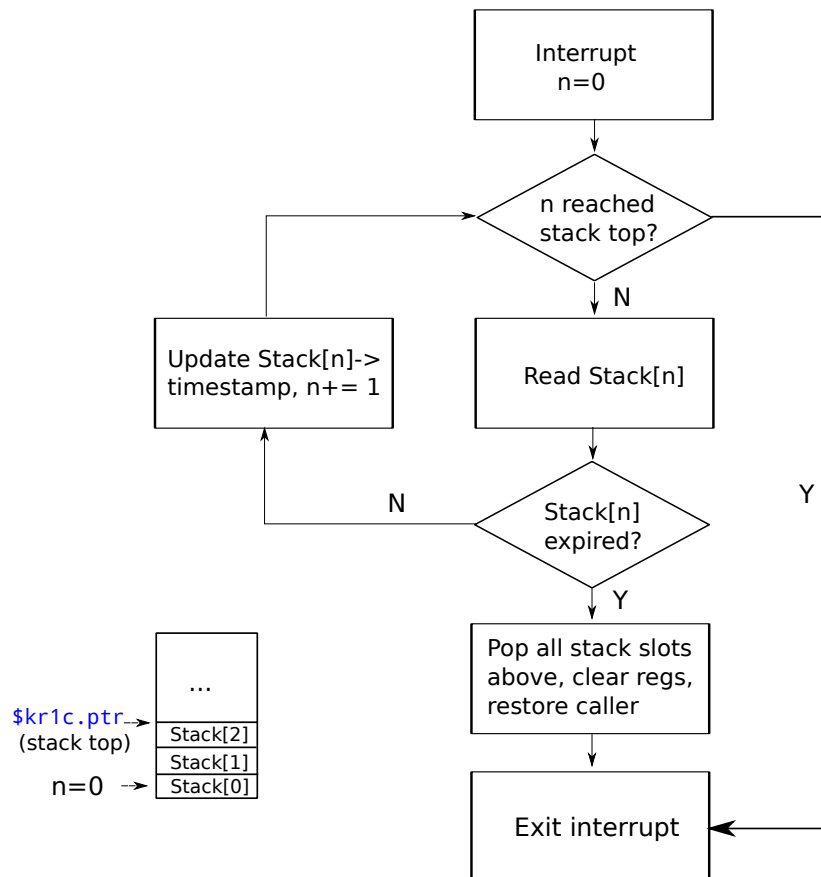 Interrupt
n=0
n reached
stack top?
N
Update Stack[n]->
timestamp, n+= 1
Read Stack[n]
Y
N
Stack[n]
expired?
Y
Pop all stack slots
above, clear regs,
restore caller
...
$kr1c.ptr
(stack top)
Stack[2]
Stack[1]
n=0
Stack[0]
Exit interrupt